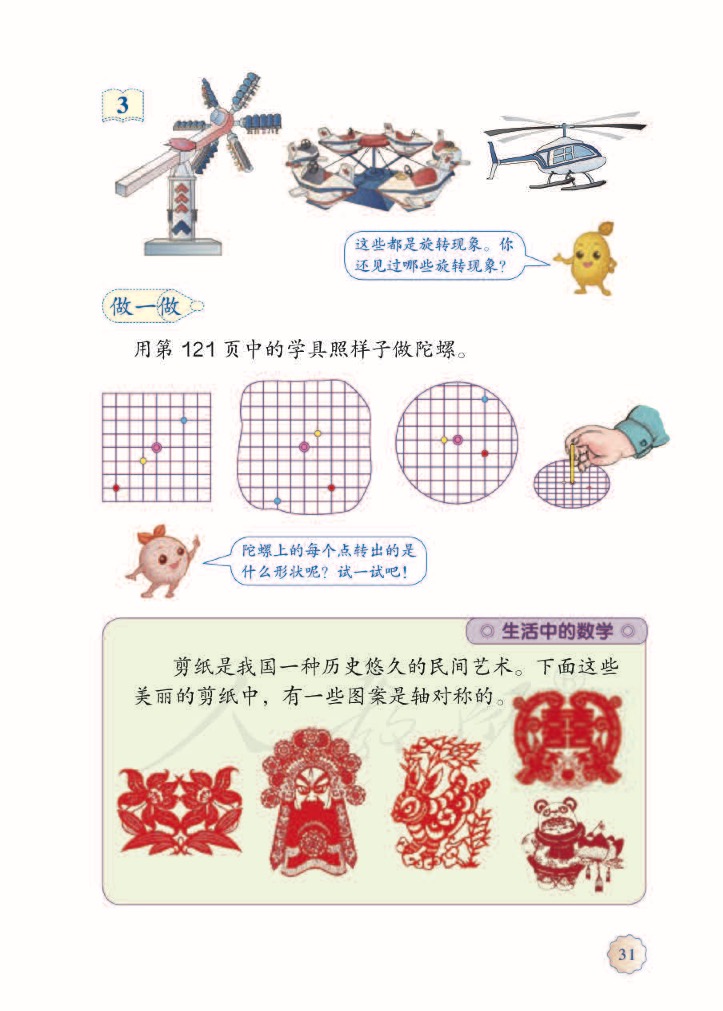 3
这些都是旋转现象。你
还见过哪些旋转现象？
做一做
用第 121 页中的学具照样子做陀螺。
陀螺上的每个点转出的是
什么形状呢？试一试吧！
◎ 生活中的数学 ◎
剪纸是我国一种历史悠久的民间艺术。下面这些
美丽的剪纸中，有一些图案是轴对称的。
31